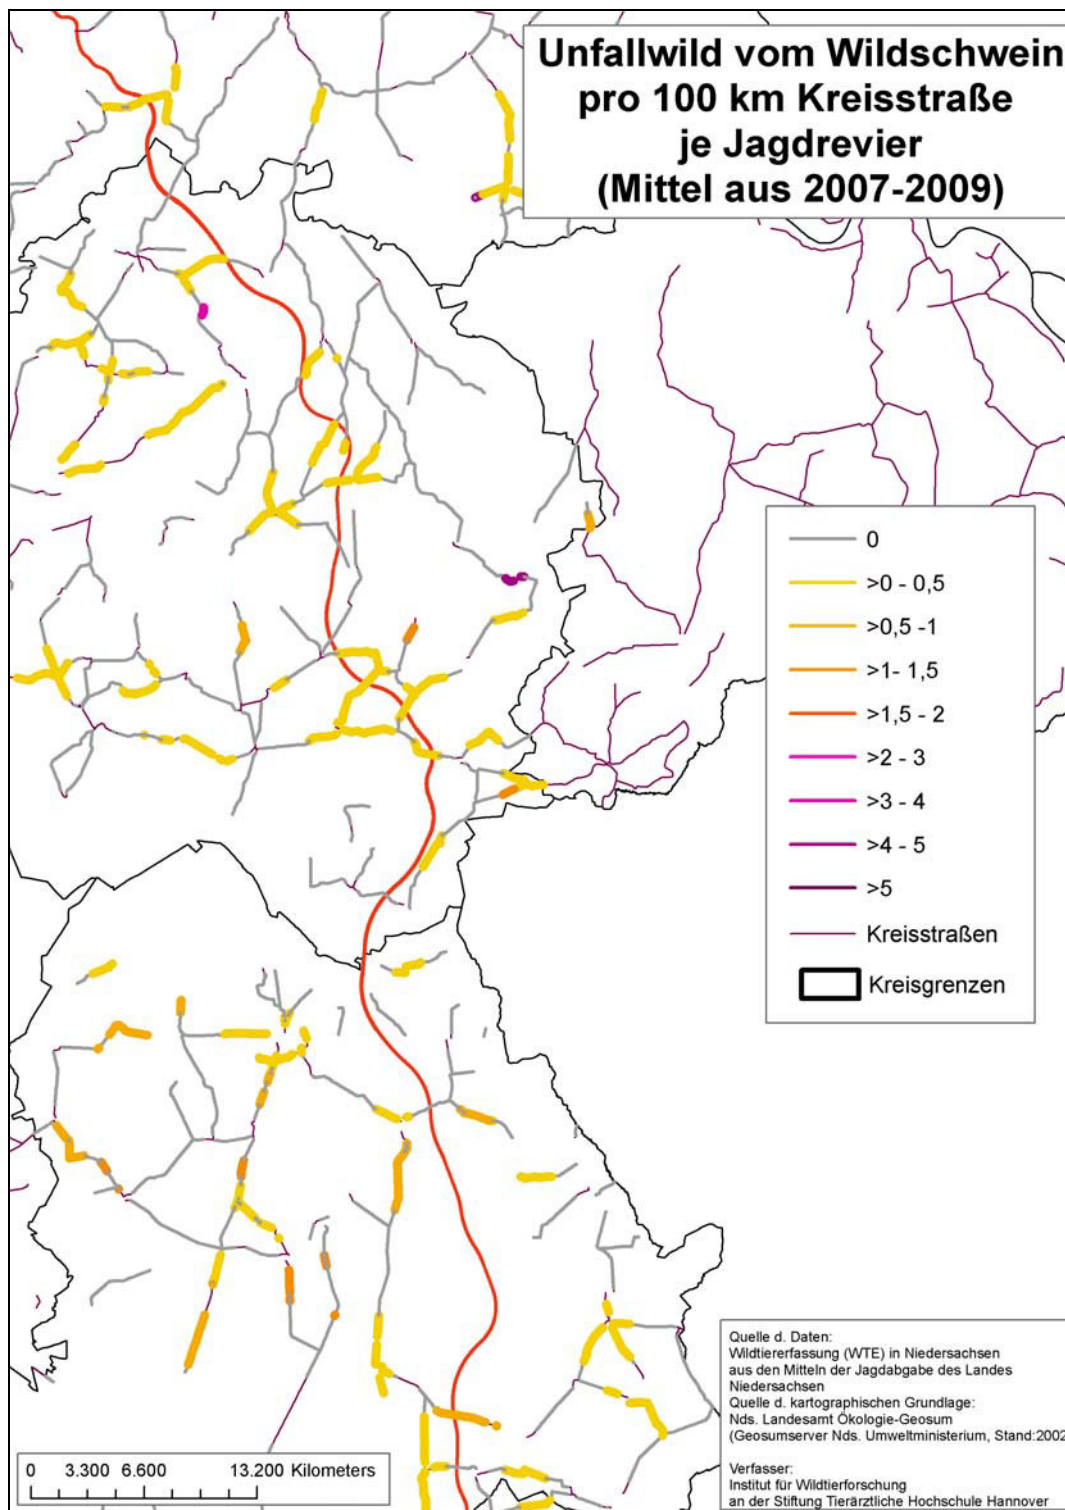 Unfallwild vom Wildschwein
pro 100 km Kreisstraße
je Jagdrevier
(Mittel aus 2007-2009)
0
>0 - 0,5
>0,5 -1
>1- 1,5
>1,5 - 2
>2 - 3
>3 - 4
>4 - 5
>5
Kreisstraßen
Kreisgrenzen
Quelle d. Daten:
Wildtiererfassung (WTE) in Niedersachsen
aus den Mitteln der Jagdabgabe des Landes
Niedersachsen
Quelle d. kartographischen Grundlage:
Nds. Landesamt Ökologie-Geosum
(Geosumserver Nds. Umweltministerium, Stand:2002
Verfasser:
Institut für Wildtierforschung
an der Stiftung Tierärztliche Hochschule Hannover
0 3.300 6.600 13.200 Kilometers